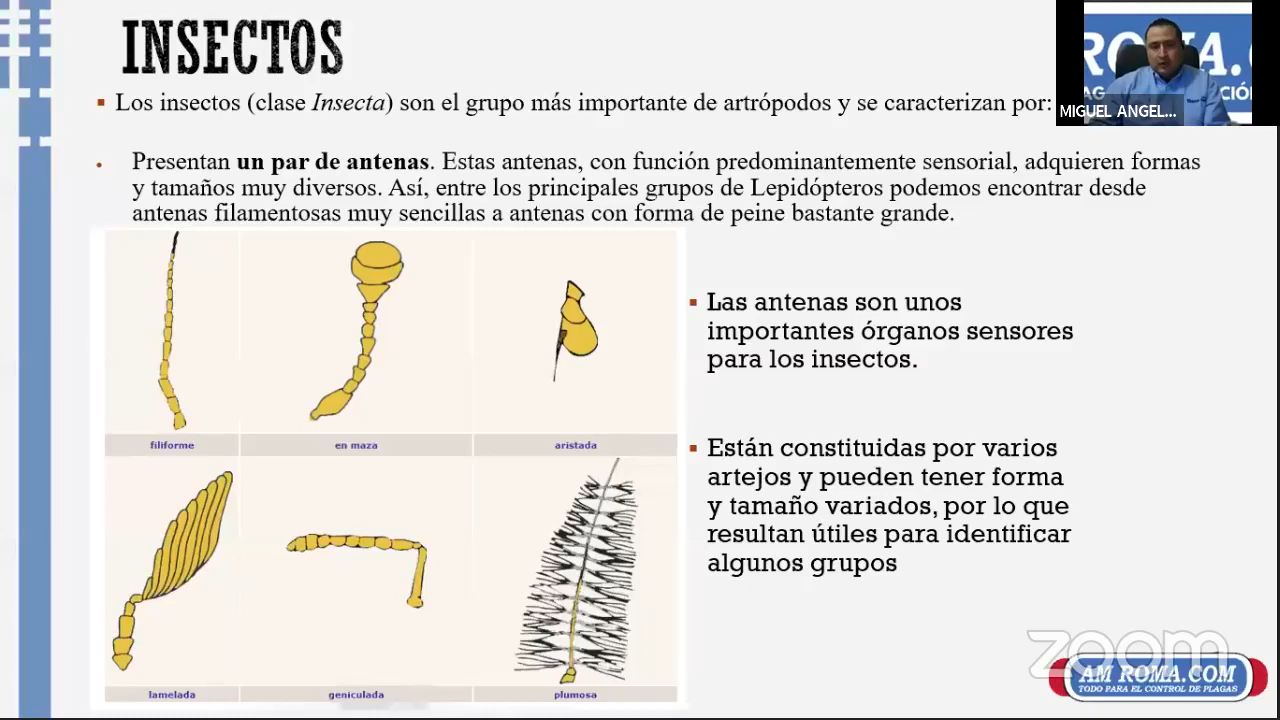 INSECTOS
Los insectos (clase Insecta) son el grupo más importante de artrópodos y se caracterizan por:
MIGUEL ANGEL...
Presentan un par de antenas. Estas antenas, con función predominantemente sensorial, adquieren formas
y tamaños muy diversos. Así, entre los principales grupos de Lepidópteros podemos encontrar desde
antenas filamentosas muy sencillas a antenas con forma de peine bastante grande.
filiforme
en maza
aristada
lamelada
geniculada
plumosa
Las antenas son unos
importantes órganos sensores
para los insectos.
Están constituidas por varios
artejos y pueden tener forma
y tamaño variados, por lo que
resultan útiles para identificar
algunos grupos
zoom
AM ROMA.COM
TODO PARA EL CONTROL DE PLAGAS